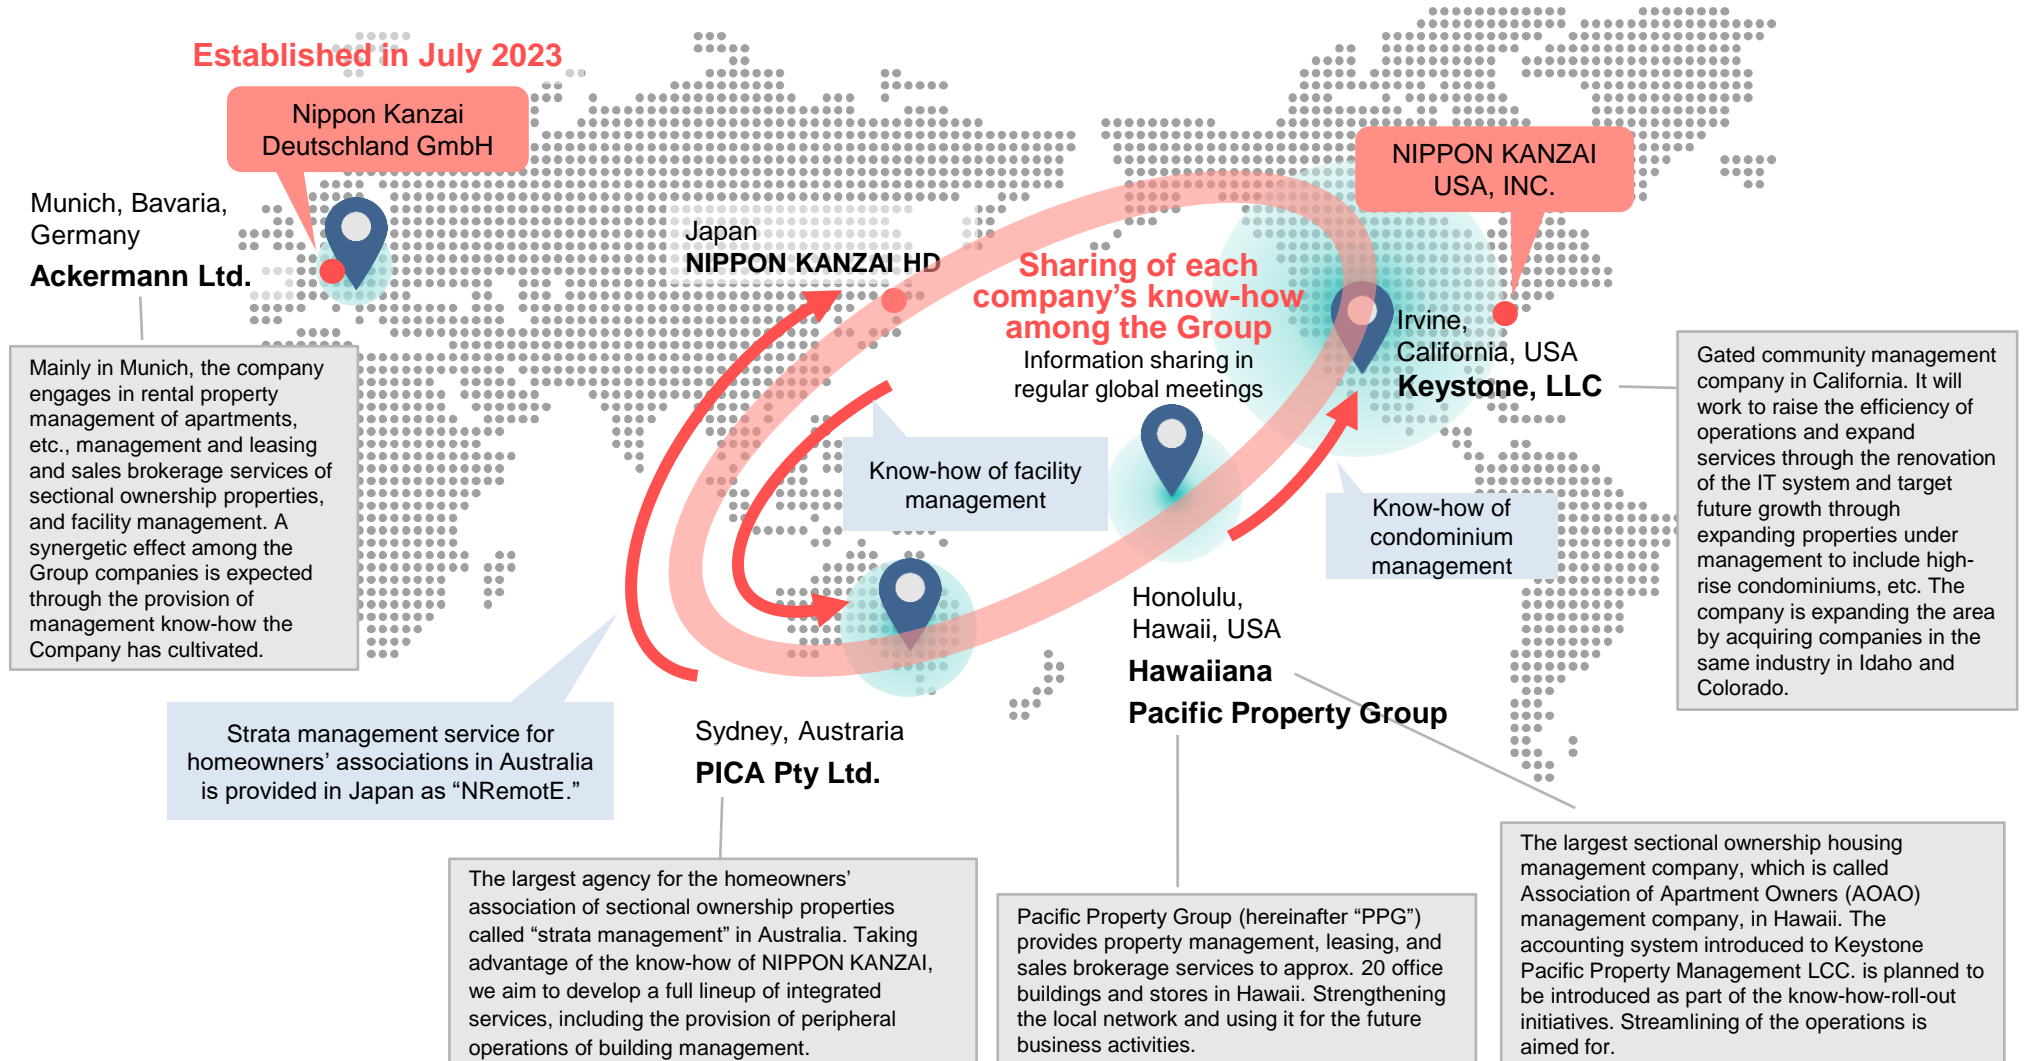 Established in July 2023
Nippon Kanzai
Deutschland GmbH
Munich, Bavaria,
Germany
Ackermann Ltd.
Mainly in Munich, the company
engages in rental property
management of apartments,
etc., management and leasing
and sales brokerage services of
sectional ownership properties,
and facility management. A
synergetic effect among the
Group companies is expected
through the provision of
management know-how the
Company has cultivated.
Japan
NIPPON KANZAI HD
Sharing of each
company’s know-how
among the Group
Information sharing in
regular global meetings
NIPPON KANZAI
USA, INC.
Irvine,
California, USA
Keystone, LLC
Gated community management
company in California. It will
work to raise the efficiency of
operations and expand
services through the renovation
of the IT system and target
future growth through
expanding properties under
management to include high-
rise condominiums, etc. The
company is expanding the area
by acquiring companies in the
same industry in Idaho and
Colorado.
Know-how of facility
management
Know-how of
condominium
management
Honolulu,
Hawaii, USA
Hawaiiana
Pacific Property Group
Strata management service for
homeowners’ associations in Australia
is provided in Japan as “NRemotE.”
Sydney, Austraria
PICA Pty Ltd.
The largest agency for the homeowners’
association of sectional ownership properties
called “strata management” in Australia. Taking
advantage of the know-how of NIPPON KANZAI,
we aim to develop a full lineup of integrated
services, including the provision of peripheral
operations of building management.
Pacific Property Group (hereinafter “PPG”)
provides property management, leasing, and
sales brokerage services to approx. 20 office
buildings and stores in Hawaii. Strengthening
the local network and using it for the future
business activities.
The largest sectional ownership housing
management company, which is called
Association of Apartment Owners (AOAO)
management company, in Hawaii. The
accounting system introduced to Keystone
Pacific Property Management LCC. is planned to
be introduced as part of the know-how-roll-out
initiatives. Streamlining of the operations is
aimed for.